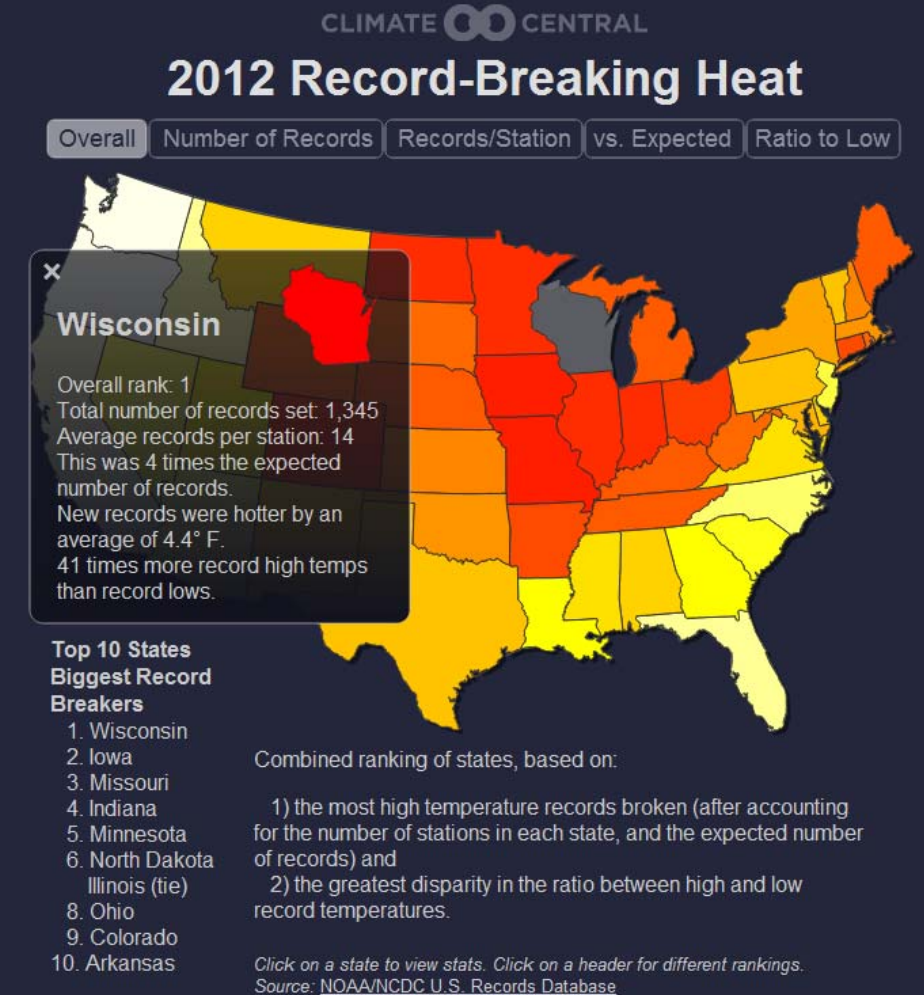 CLIMATE CENTRAL
2012 Record-Breaking Heat
Overall Number of Records Records/Station vs. Expected Ratio to Low
×
Wisconsin
Overall rank: 1
Total number of records set: 1,345
Average records per station: 14
This was 4 times the expected
number of records.
New records were hotter by an
average of 4.4° F.
41 times more record high temps
than record lows.
Top 10 States
Biggest Record
Breakers
1. Wisconsin
2. Iowa
3. Missouri
4. Indiana
5. Minnesota
6. North Dakota
Illinois (tie)
8. Ohio
9. Colorado
10. Arkansas
Combined ranking of states, based on:
1) the most high temperature records broken (after accounting
for the number of stations in each state, and the expected number
of records) and
2) the greatest disparity in the ratio between high and low
record temperatures.
Click on a state to view stats. Click on a header for different rankings.
Source: NOAA/NCDC U.S. Records Database